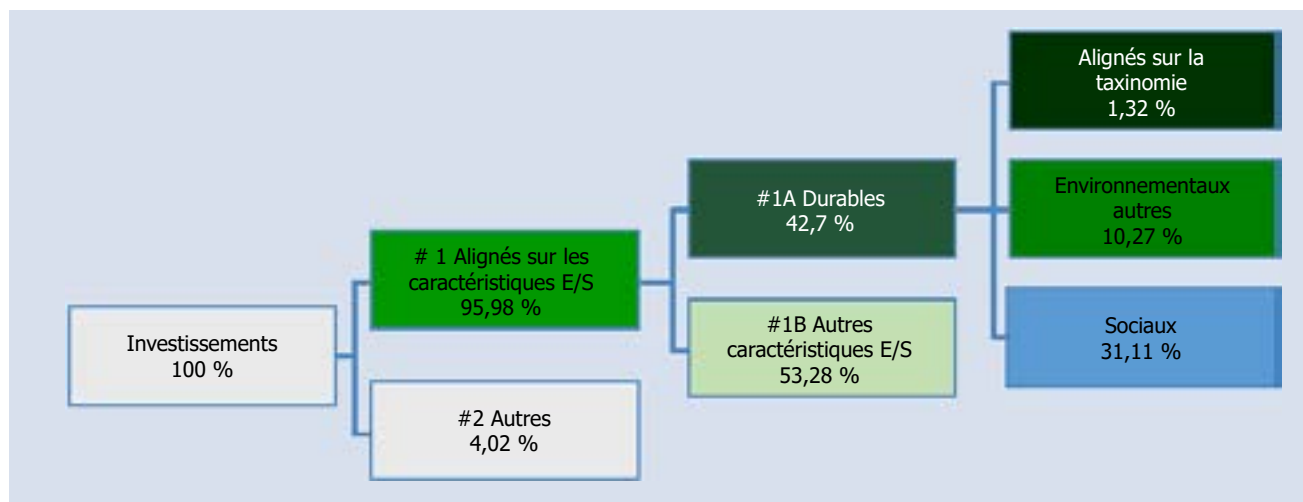 Investissements
100 %
# 1 Alignés sur les
caractéristiques E/S
95,98 %
#2 Autres
4,02 %
#1A Durables
42,7 %
#1B Autres
caractéristiques E/S
53,28 %
Alignés sur la
taxinomie
1,32 %
Environnementaux
autres
10,27 %
Sociaux
31,11 %